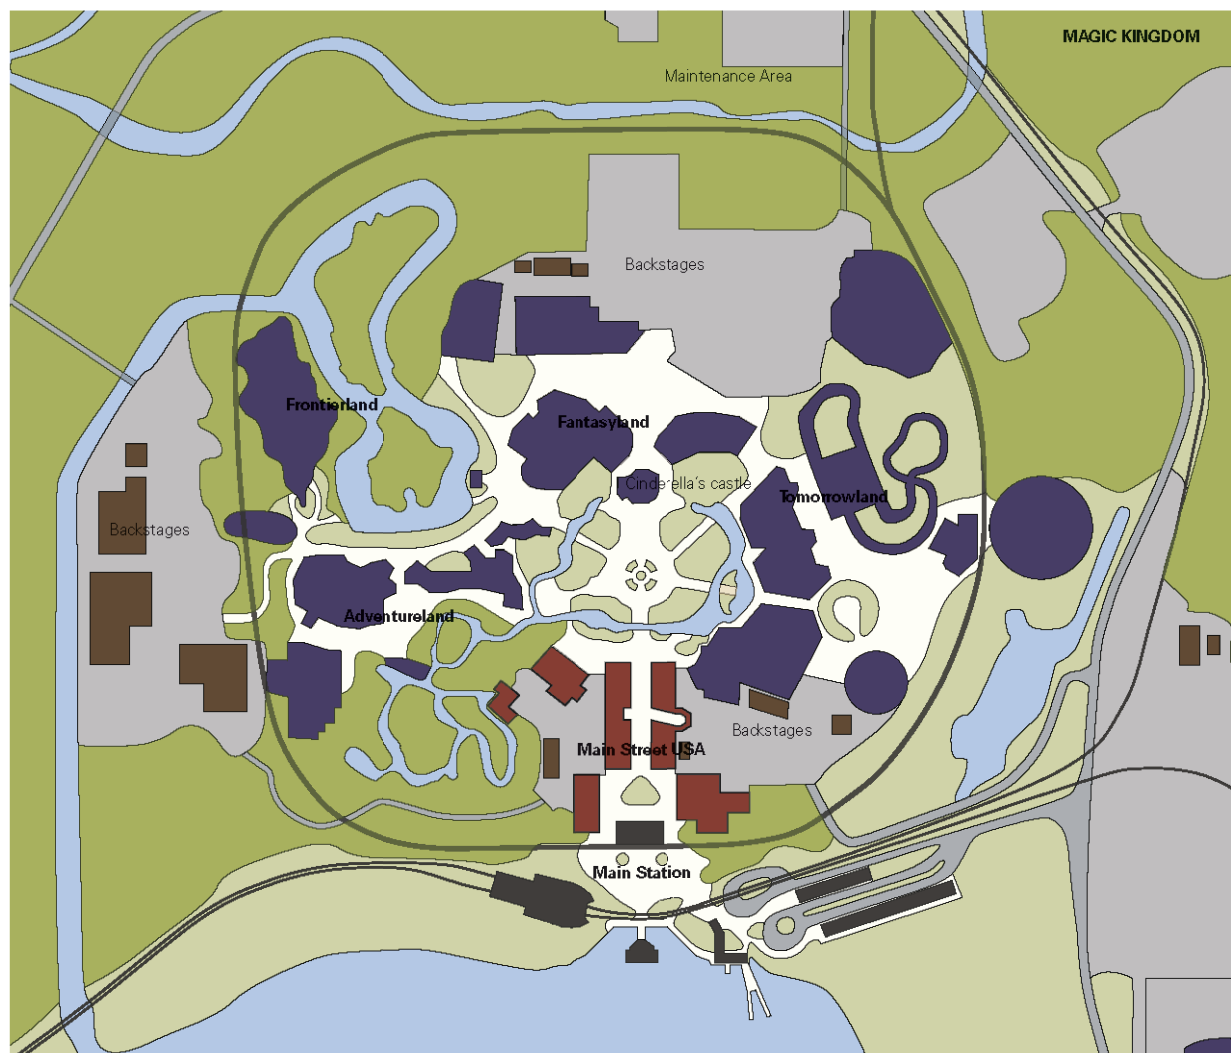 MAGIC KINGDOM
Maintenance Area
Backstages
Frontierland
Fantasyland
Cinderella's castle
Tomorrowland
Backstages
Adventureland
Backstages
Main Street USA
Main Station